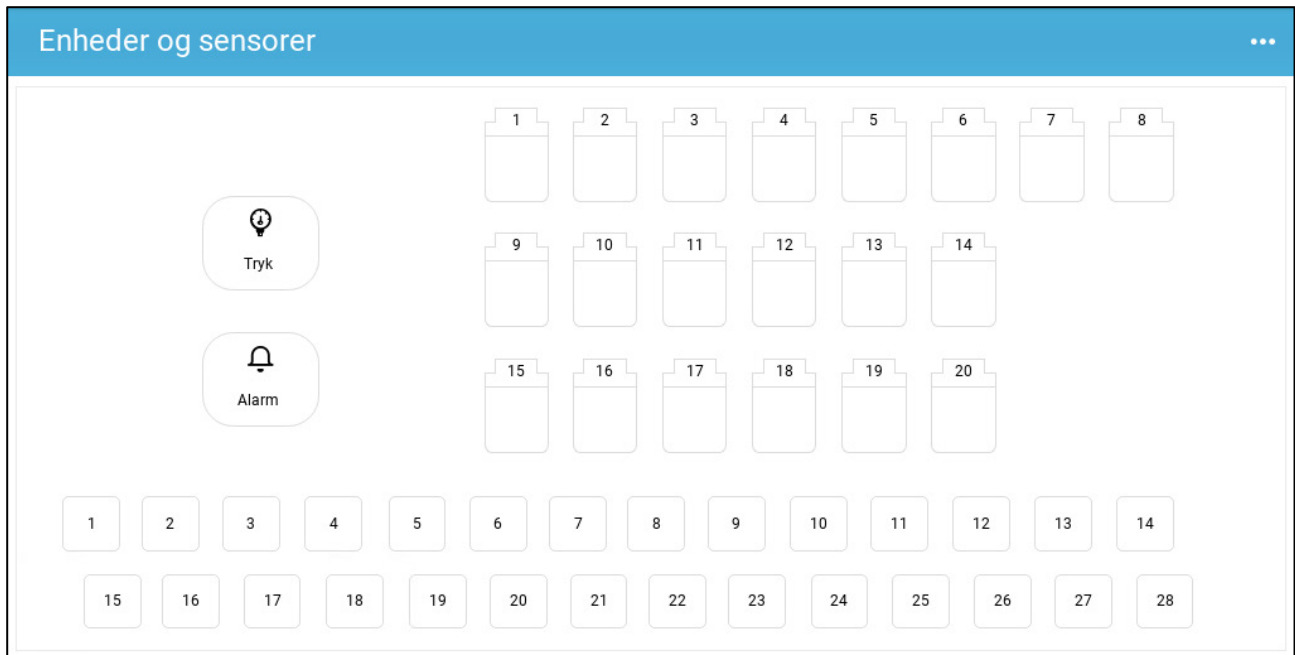 Enheder og sensorer
1 2 3 4 5 6 7 8
Tryk
9 10 11 12 13 14
Alarm
15 16 17 18 19 20
1 2 3 4 5 6 7 8 9 10 11 12 13 14
15 16 17 18 19 20 21 22 23 24 25 26 27 28